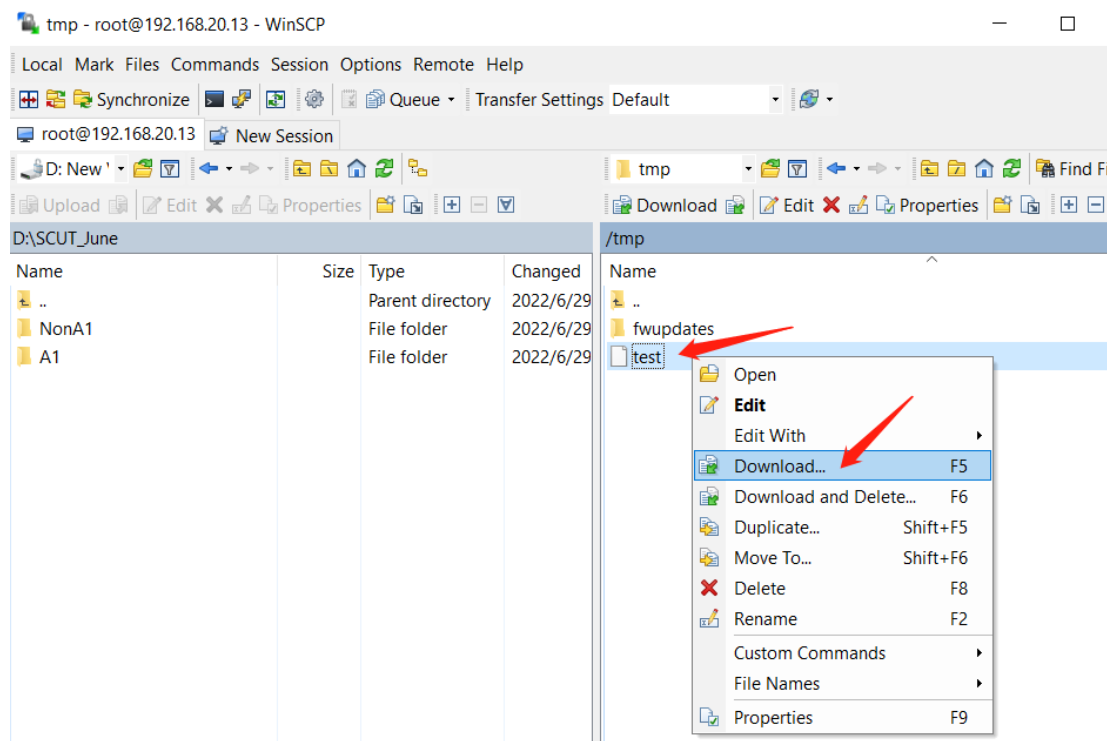 tmp - root@192.168.20.13 - WinSCP
Local Mark Files Commands Session Options Remote Help
Synchronize Queue Transfer Settings Default
root@192.168.20.13 New Session
D: New tmp Find
Upload Edit Properties Download Edit Properties
D:\SCUT_June /tmp
Name Size Type Changed Name
.. Parent directory 2022/6/29 ..
NonA1 File folder 2022/6/29 fwupdates
A1 File folder 2022/6/29 test
Open
Edit
Edit With
Download... F5
Download and Delete... F6
Duplicate... Shift+F5
Move To... Shift+F6
Delete F8
Rename F2
Custom Commands
File Names
Properties F9